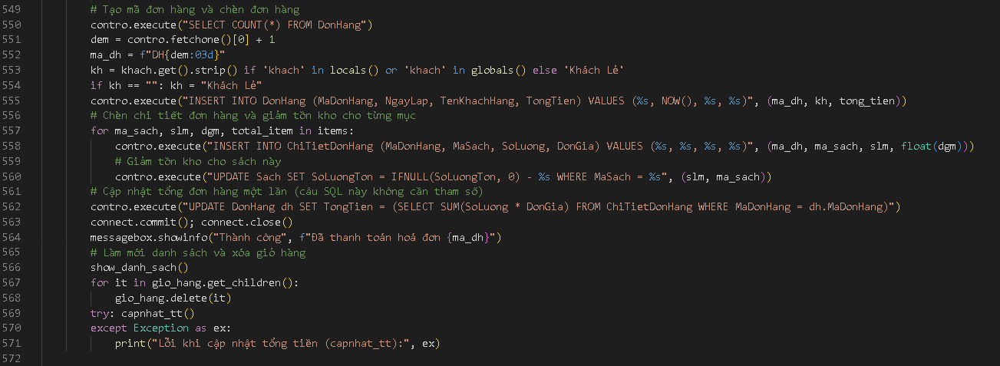 549 # Tạo mã đơn hàng và chèn đơn hàng
550 contro.execute("SELECT COUNT(*) FROM DonHang")
551 dem = contro.fetchone()[0] + 1
552 ma_dh = f"DH{dem:03d}"
553 kh = khach.get().strip() if 'khach' in locals() or 'khach' in globals() else 'Khách Lẻ'
554 if kh == "": kh = "Khách Lẻ"
555 contro.execute("INSERT INTO DonHang (MaDonHang, NgayLap, TenKhachHang, TongTien) VALUES (%s, NOW(), %s, %s)", (ma_dh, kh, tong_tien))
556 # Chèn chi tiết đơn hàng và giảm tồn kho cho từng mục
557 for ma_sach, slm, dgm, total_item in items:
558 contro.execute("INSERT INTO ChiTietDonHang (MaDonHang, MaSach, SoLuong, DonGia) VALUES (%s, %s, %s, %s)", (ma_dh, ma_sach, slm, float(dgm)))
559 # Giảm tồn kho cho sách này
560 contro.execute("UPDATE Sach SET SoLuongTon = IFNULL(SoLuongTon, 0) - %s WHERE MaSach = %s", (slm, ma_sach))
561 # Cập nhật tổng đơn hàng một lần (câu SQL này không cần tham số)
562 contro.execute("UPDATE DonHang dh SET TongTien = (SELECT SUM(SoLuong * DonGia) FROM ChiTietDonHang WHERE MaDonHang = dh.MaDonHang)")
563 connect.commit(); connect.close()
564 messagebox.showinfo("Thành công", f"Đã thanh toán hoá đơn {ma_dh}")
565 # Làm mới danh sách và xóa giỏ hàng
566 show_danh_sach()
567 for it in gio_hang.get_children():
568 gio_hang.delete(it)
569 try: capnhat_tt()
570 except Exception as ex:
571 print("Lỗi khi cập nhật tổng tiền (capnhat_tt):", ex)
572